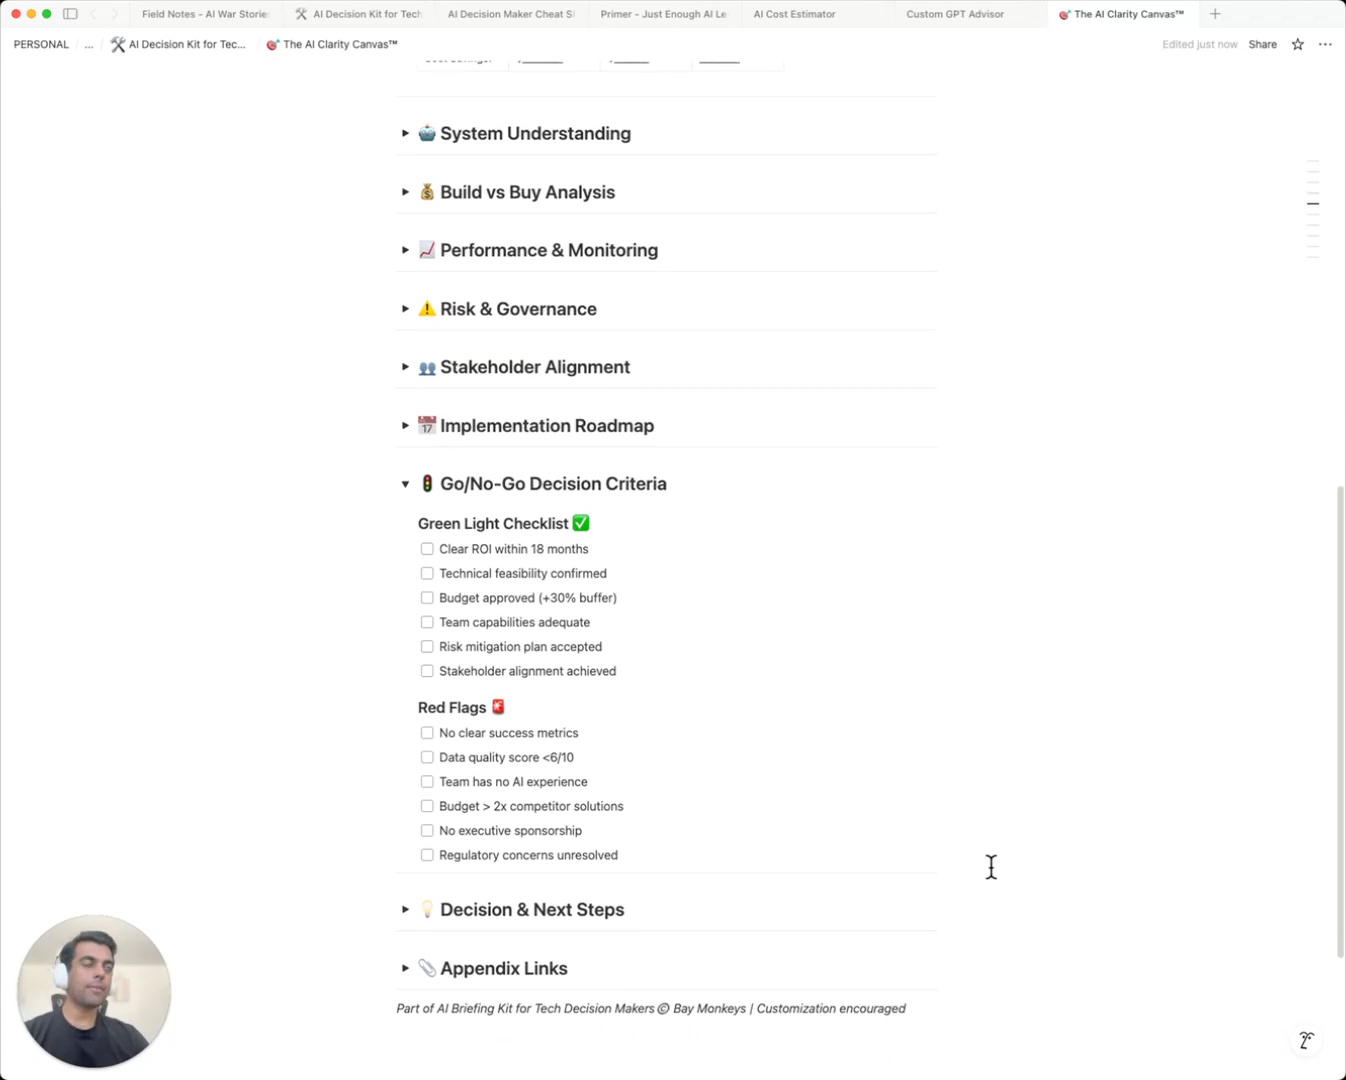 Field Notes - AI War Storie
AI Decision Kit for Tech
AI Decision Maker Cheat S
Primer - Just Enough AI Le
AI Cost Estimator
Custom GPT Advisor
The AI Clarity Canvas™
PERSONAL / ... / AI Decision Kit for Tec... / The AI Clarity Canvas™
Edited just now Share
System Understanding
Build vs Buy Analysis
Performance & Monitoring
Risk & Governance
Stakeholder Alignment
Implementation Roadmap
Go/No-Go Decision Criteria
Green Light Checklist
Clear ROI within 18 months
Technical feasibility confirmed
Budget approved (+30% buffer)
Team capabilities adequate
Risk mitigation plan accepted
Stakeholder alignment achieved
Red Flags
No clear success metrics
Data quality score <6/10
Team has no AI experience
Budget > 2x competitor solutions
No executive sponsorship
Regulatory concerns unresolved
Decision & Next Steps
Appendix Links
Part of AI Briefing Kit for Tech Decision Makers © Bay Monkeys | Customization encouraged